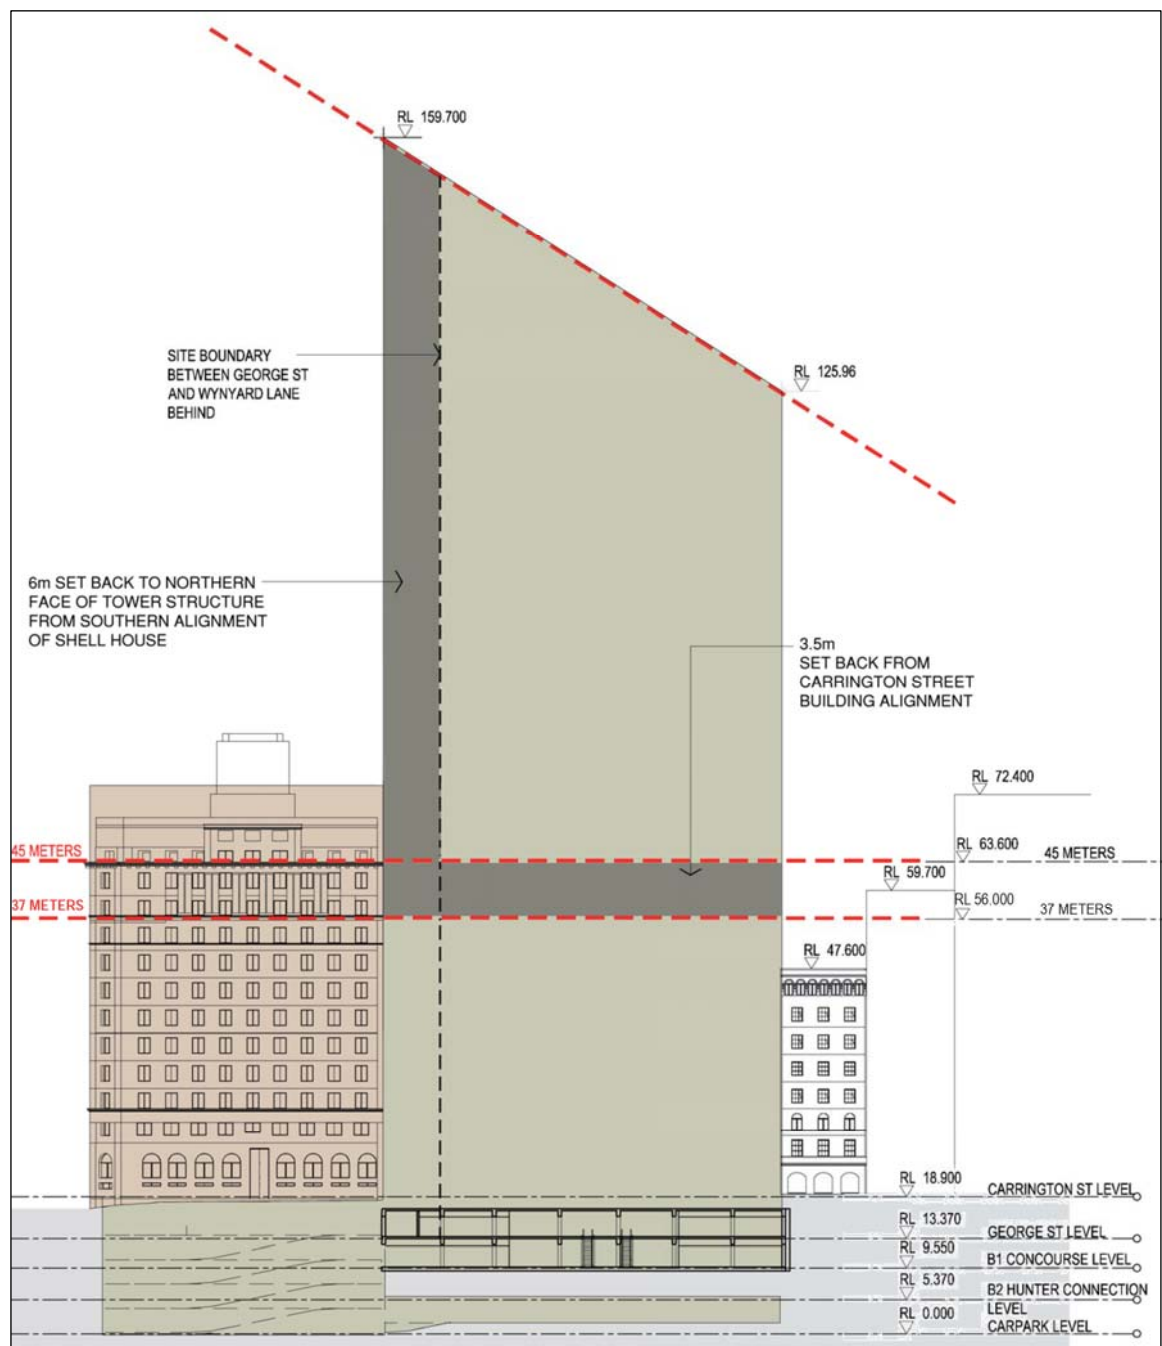 RL 159.700
SITE BOUNDARY
BETWEEN GEORGE ST
AND WYNYARD LANE
BEHIND
RL 125.96
6m SET BACK TO NORTHERN
FACE OF TOWER STRUCTURE
FROM SOUTHERN ALIGNMENT
OF SHELL HOUSE
3.5m
SET BACK FROM
CARRINGTON STREET
BUILDING ALIGNMENT
RL 72.400
45 METERS
RL 63.600
45 METERS
RL 59.700
37 METERS
RL 56.000
37 METERS
RL 47.600
RL 18.900
CARRINGTON ST LEVEL
RL 13.370
GEORGE ST LEVEL
RL 9.550
B1 CONCOURSE LEVEL
RL 5.370
B2 HUNTER CONNECTION
LEVEL
RL 0.000
CARPARK LEVEL